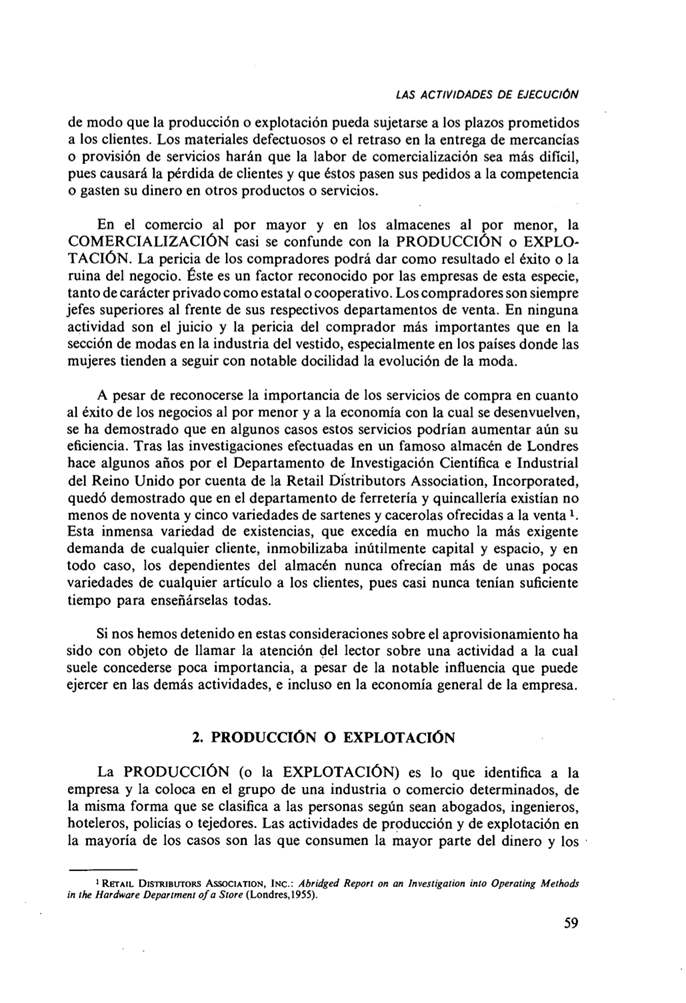 LAS ACTIVIDADES DE EJECUCIÓN
de modo que la producción o explotación pueda sujetarse a los plazos prometidos
a los clientes. Los materiales defectuosos o el retraso en la entrega de mercancías
o provisión de servicios harán que la labor de comercialización sea más difícil,
pues causará la pérdida de clientes y que éstos pasen sus pedidos a la competencia
o gasten su dinero en otros productos o servicios.
En el comercio al por mayor y en los almacenes al por menor, la
COMERCIALIZACIÓN casi se confunde con la PRODUCCIÓN o EXPLO-
TACIÓN. La pericia de los compradores podrá dar como resultado el éxito o la
ruina del negocio. Éste es un factor reconocido por las empresas de esta especie,
tanto de carácter privado como estatal o cooperativo. Los compradores son siempre
jefes superiores al frente de sus respectivos departamentos de venta. En ninguna
actividad son el juicio y la pericia del comprador más importantes que en la
sección de modas en la industria del vestido, especialmente en los países donde las
mujeres tienden a seguir con notable docilidad la evolución de la moda.
A pesar de reconocerse la importancia de los servicios de compra en cuanto
al éxito de los negocios al por menor y a la economía con la cual se desenvuelven,
se ha demostrado que en algunos casos estos servicios podrían aumentar aún su
eficiencia. Tras las investigaciones efectuadas en un famoso almacén de Londres
hace algunos años por el Departamento de Investigación Científica e Industrial
del Reino Unido por cuenta de la Retail Distributors Association, Incorporated,
quedó demostrado que en el departamento de ferretería y quincallería existían no
menos de noventa y cinco variedades de sartenes y cacerolas ofrecidas a la venta ¹.
Esta inmensa variedad de existencias, que excedía en mucho la más exigente
demanda de cualquier cliente, inmobilizaba inútilmente capital y espacio, y en
todo caso, los dependientes del almacén nunca ofrecían más de unas pocas
variedades de cualquier artículo a los clientes, pues casi nunca tenían suficiente
tiempo para enseñárselas todas.
Si nos hemos detenido en estas consideraciones sobre el aprovisionamiento ha
sido con objeto de llamar la atención del lector sobre una actividad a la cual
suele concederse poca importancia, a pesar de la notable influencia que puede
ejercer en las demás actividades, e incluso en la economía general de la empresa.
2. PRODUCCIÓN O EXPLOTACIÓN
La PRODUCCIÓN (o la EXPLOTACIÓN) es lo que identifica a la
empresa y la coloca en el grupo de una industria o comercio determinados, de
la misma forma que se clasifica a las personas según sean abogados, ingenieros,
hoteleros, policías o tejedores. Las actividades de producción y de explotación en
la mayoría de los casos son las que consumen la mayor parte del dinero y los
¹ RETAIL DISTRIBUTORS ASSOCIATION, INC.: Abridged Report on an Investigation into Operating Methods
in the Hardware Department of a Store (Londres,1955).
59